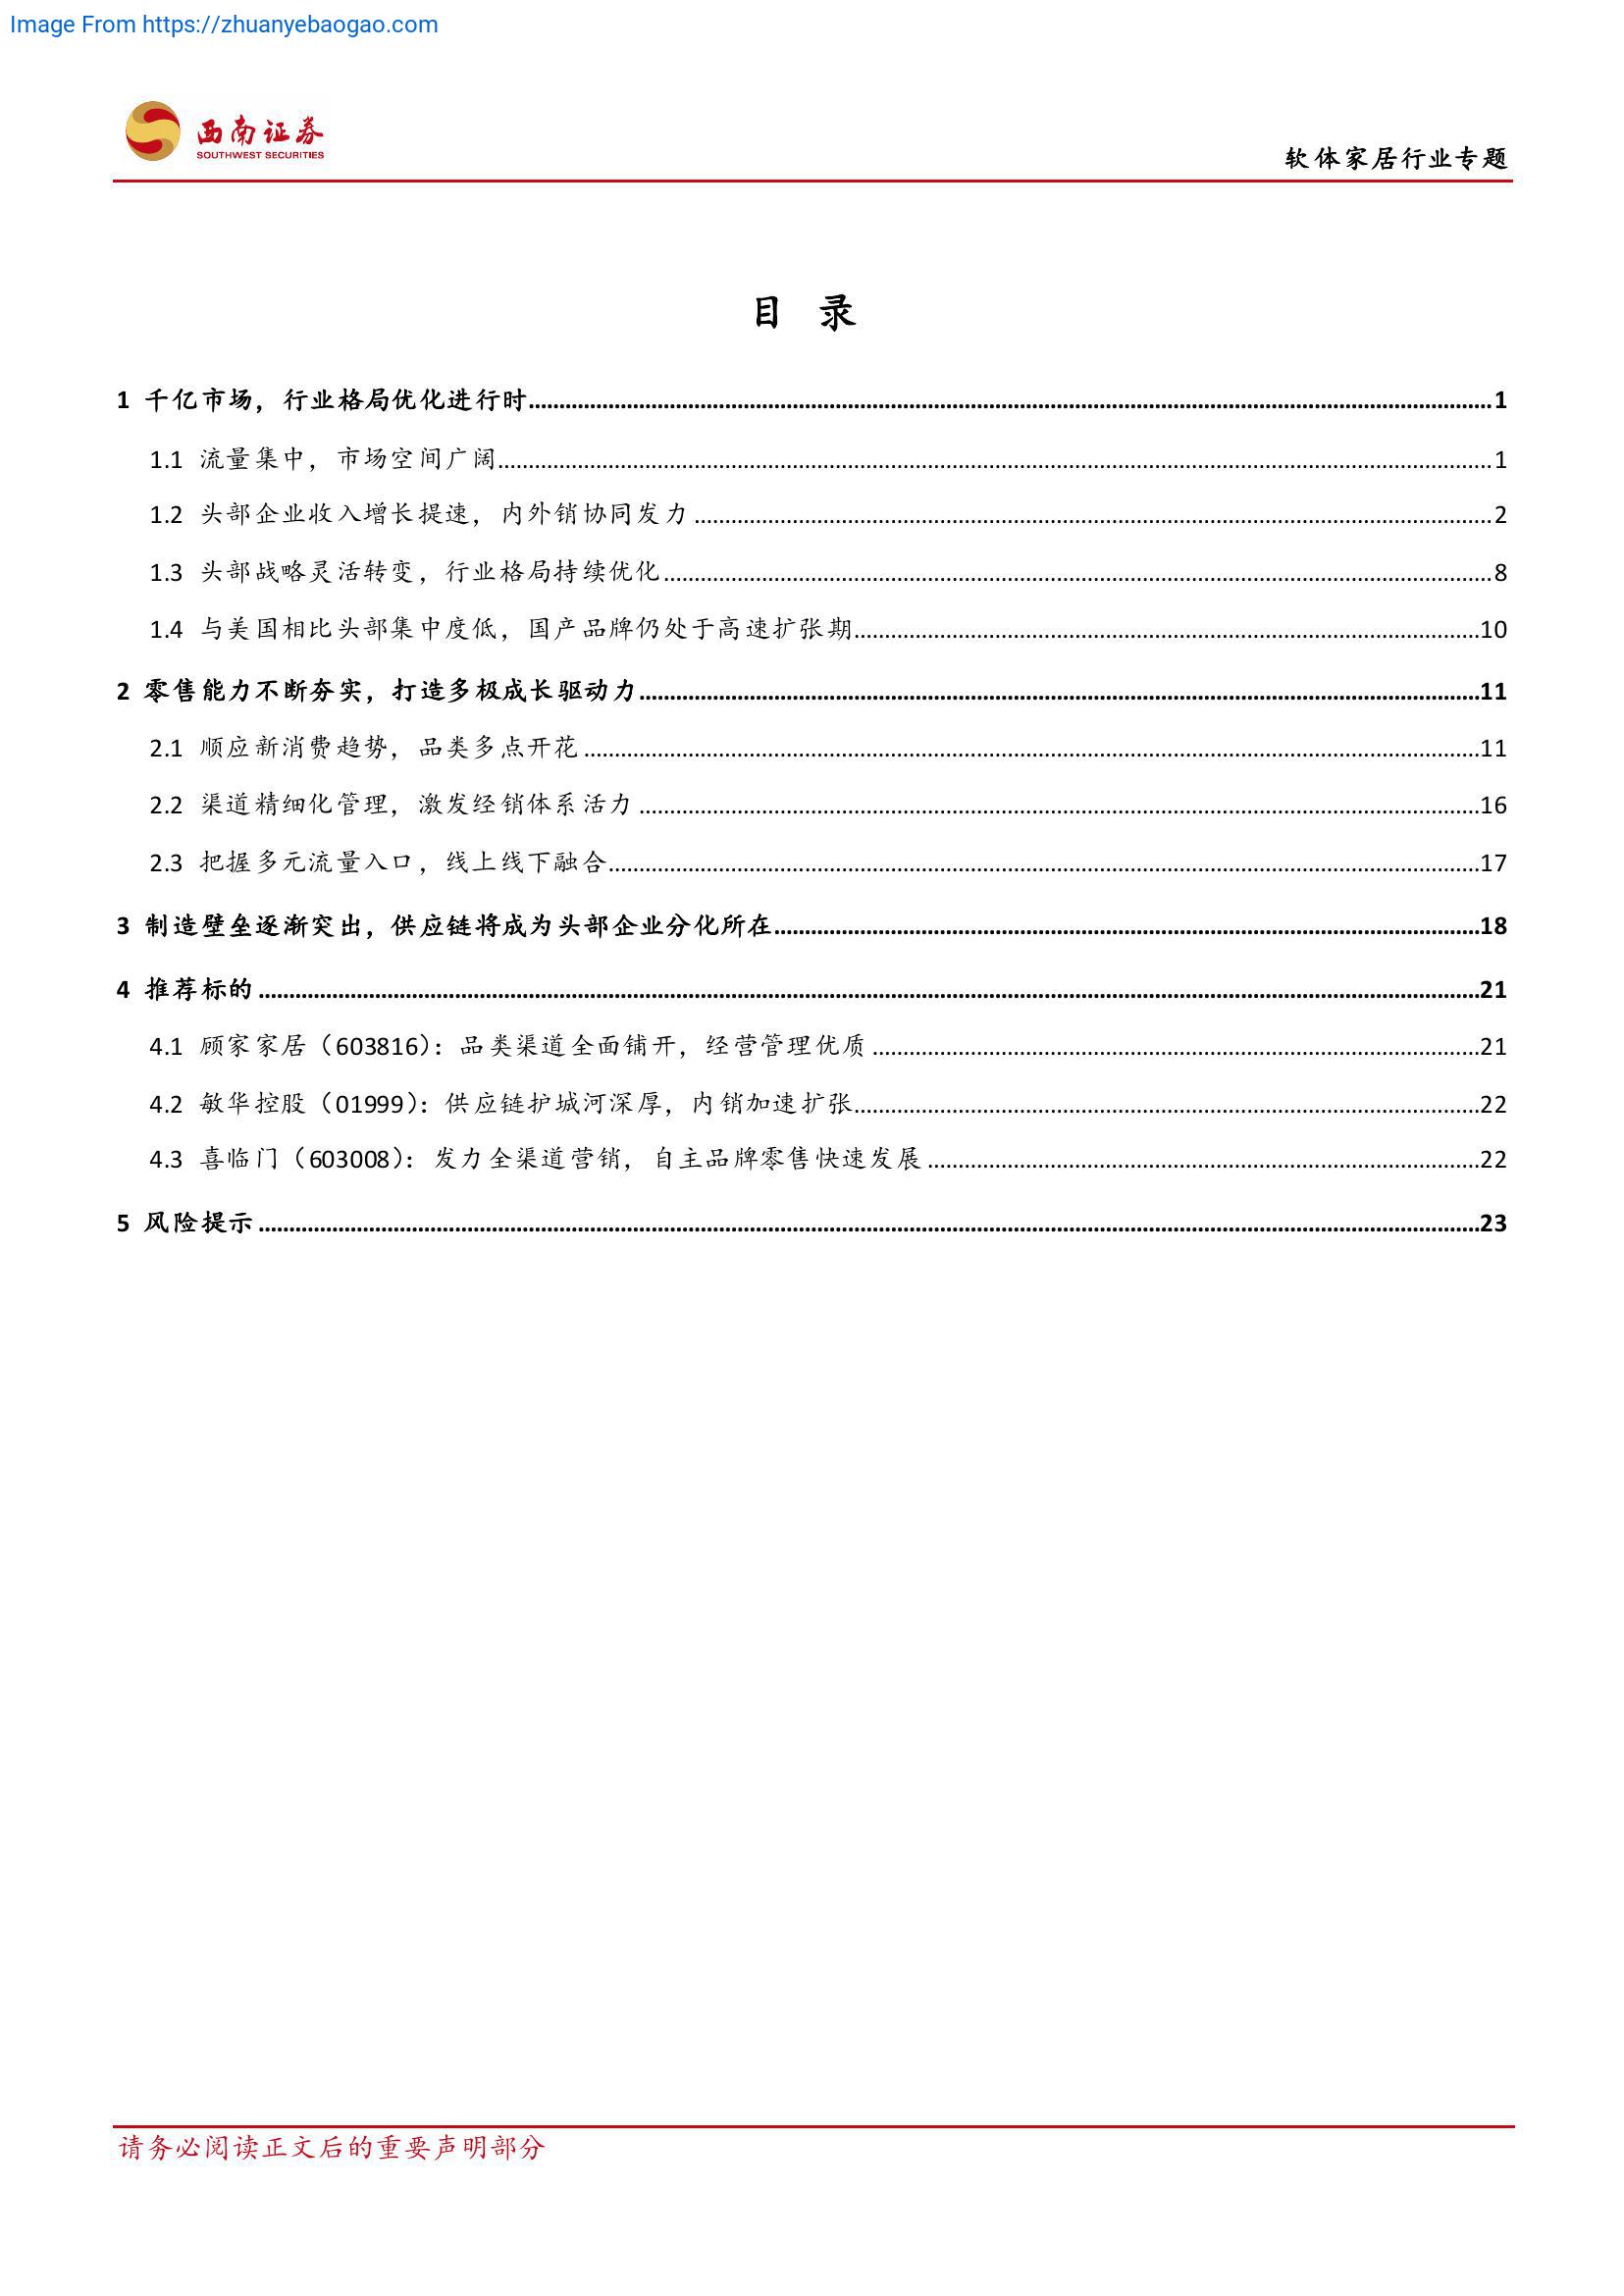 Image From https://zhuanyebaogao.com
西南证券
SOUTHWEST SECURITIES
软体家居行业专题
目 录
1 千亿市场，行业格局优化进行时........1
1.1 流量集中，市场空间广阔........1
1.2 头部企业收入增长提速，内外销协同发力........2
1.3 头部战略灵活转变，行业格局持续优化........8
1.4 与美国相比头部集中度低，国产品牌仍处于高速扩张期........10
2 零售能力不断夯实，打造多极成长驱动力........11
2.1 顺应新消费趋势，品类多点开花........11
2.2 渠道精细化管理，激发经销体系活力........16
2.3 把握多元流量入口，线上线下融合........17
3 制造壁垒逐渐突出，供应链将成为头部企业分化所在........18
4 推荐标的........21
4.1 顾家家居（603816）：品类渠道全面铺开，经营管理优质........21
4.2 敏华控股（01999）：供应链护城河深厚，内销加速扩张........22
4.3 喜临门（603008）：发力全渠道营销，自主品牌零售快速发展........22
5 风险提示........23
请务必阅读正文后的重要声明部分